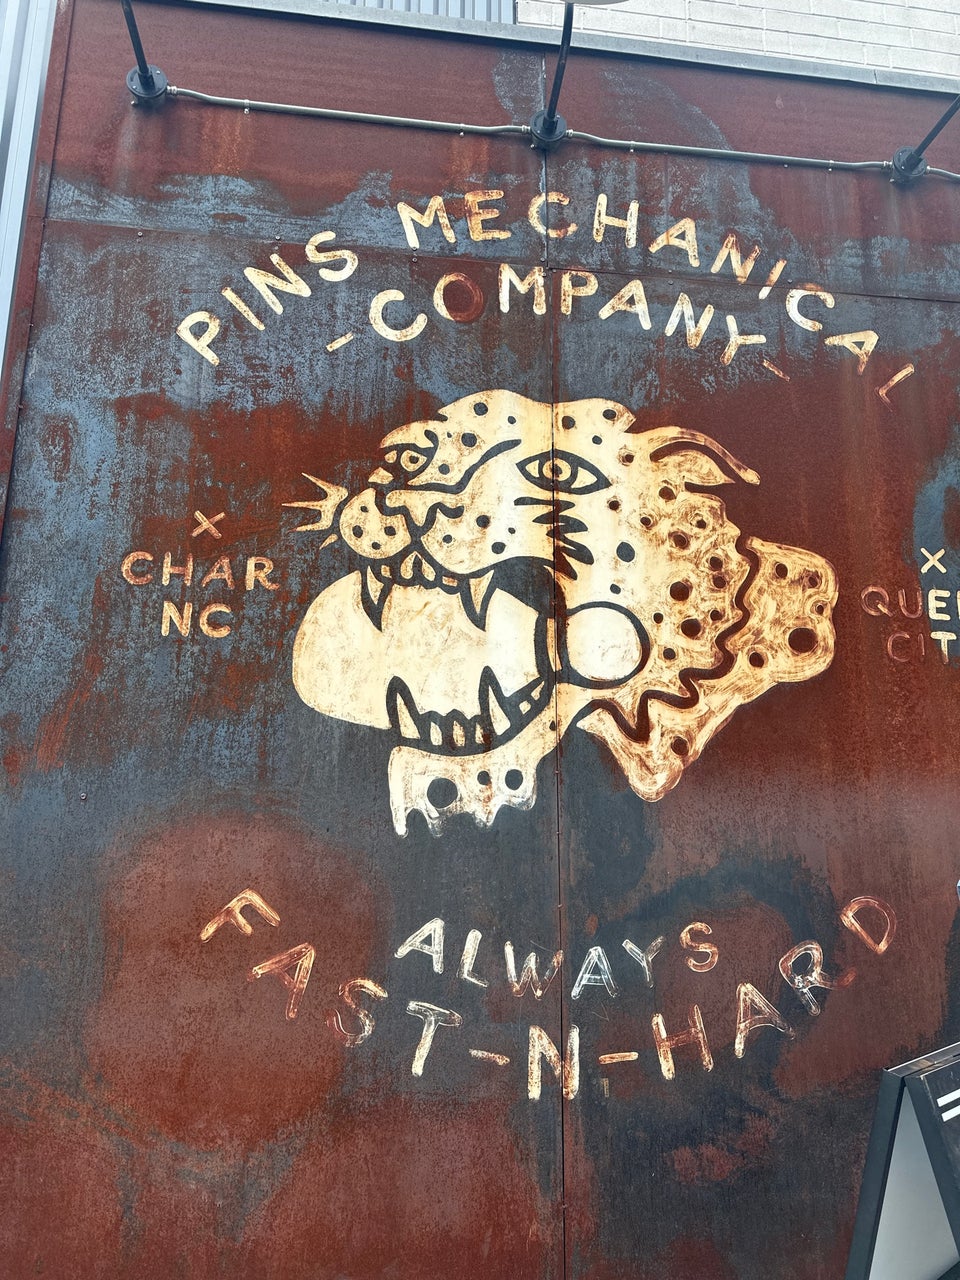 PINS MECHANICAL
- COMPANY -
X
CHAR
NC
X
ALWAYS
FAST-N-HARD